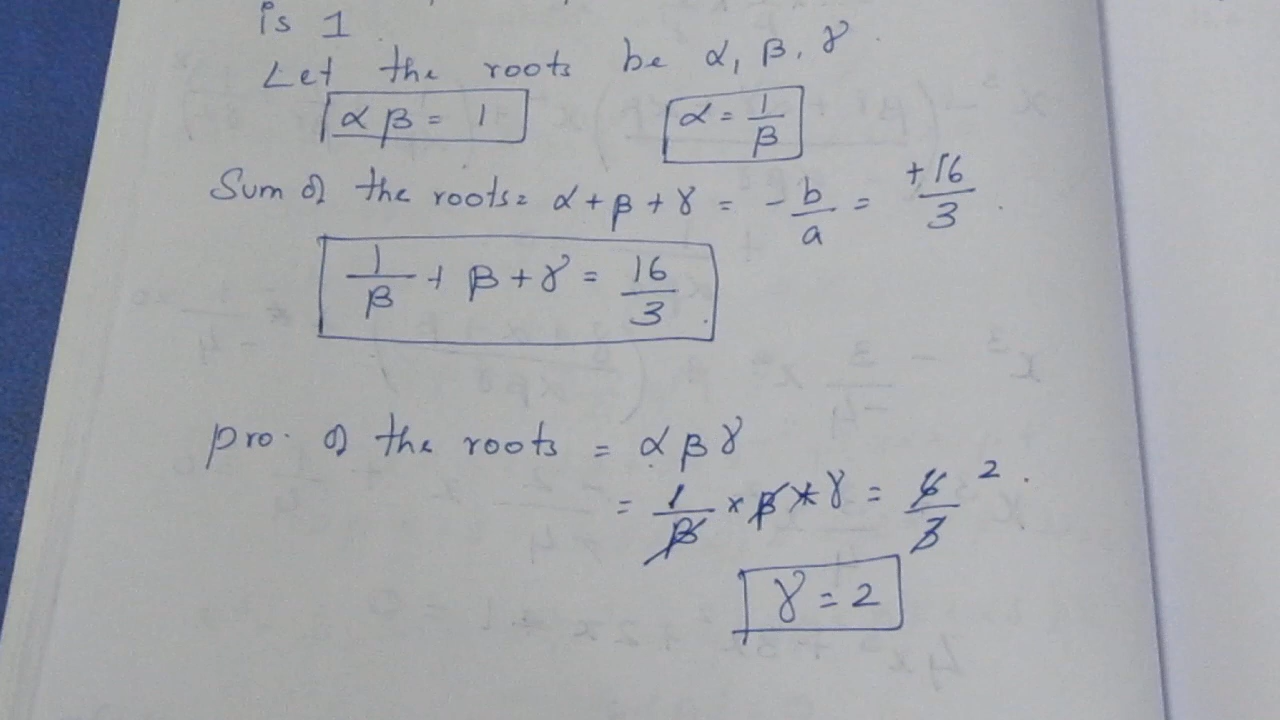 is 1
Let the roots be α, β, γ.
αβ = 1 α = 1/β
Sum of the roots = α + β + γ = -b/a = +16/3.
1/β + β + γ = 16/3.
pro. of the roots = αβγ
= 1/β × β × γ = 6/3 2.
γ = 2